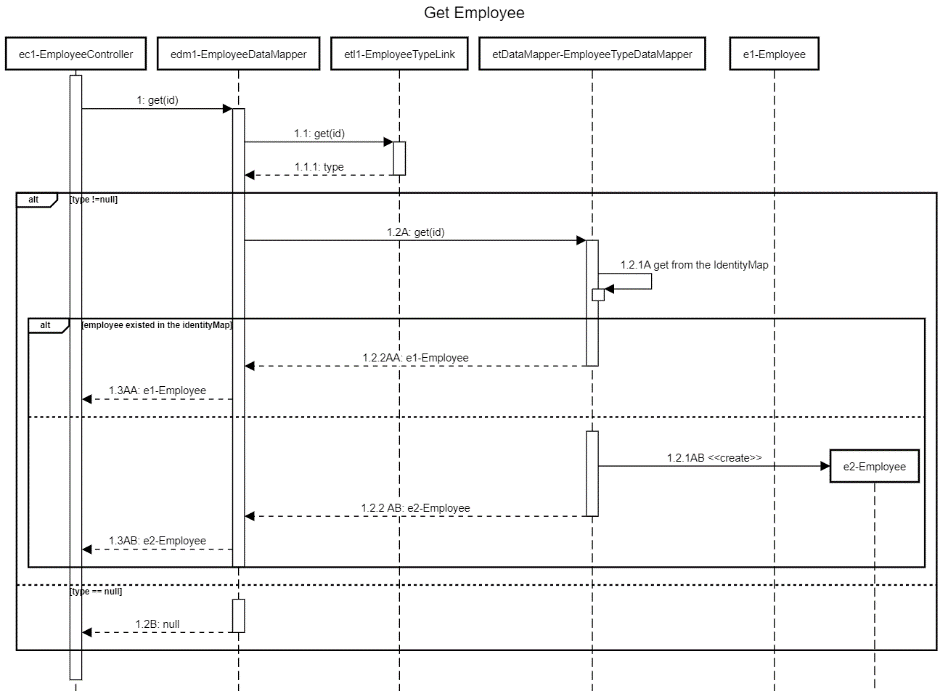 Get Employee
ec1-EmployeeController
edm1-EmployeeDataMapper
etl1-EmployeeTypeLink
etDataMapper-EmployeeTypeDataMapper
e1-Employee
1: get(id)
1.1: get(id)
1.1.1: type
alt
[type !=null]
1.2A: get(id)
1.2.1A get from the IdentityMap
alt
[employee existed in the identityMap]
1.2.2AA: e1-Employee
1.3AA: e1-Employee
1.2.1AB <<create>>
e2-Employee
1.2.2 AB: e2-Employee
1.3AB: e2-Employee
[type == null]
1.2B: null